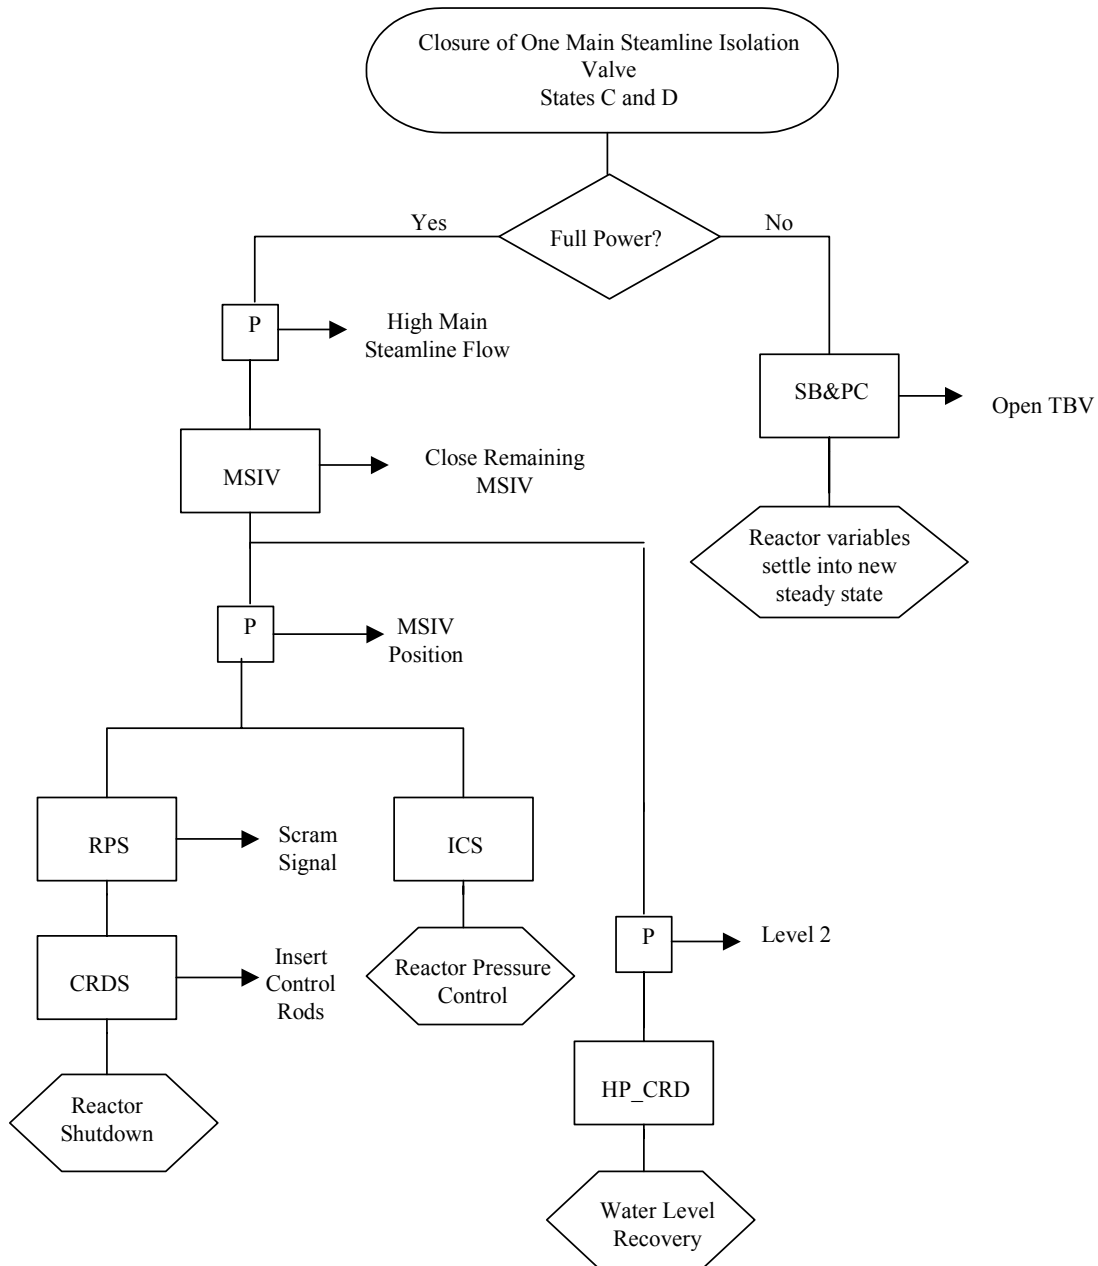 Closure of One Main Steamline Isolation
Valve
States C and D
Yes
Full Power?
No
P
High Main
Steamline Flow
SB&PC
Open TBV
MSIV
Close Remaining
MSIV
Reactor variables
settle into new
steady state
P
MSIV
Position
RPS
Scram
Signal
ICS
P
Level 2
CRDS
Insert
Control
Rods
Reactor Pressure
Control
HP_CRD
Reactor
Shutdown
Water Level
Recovery